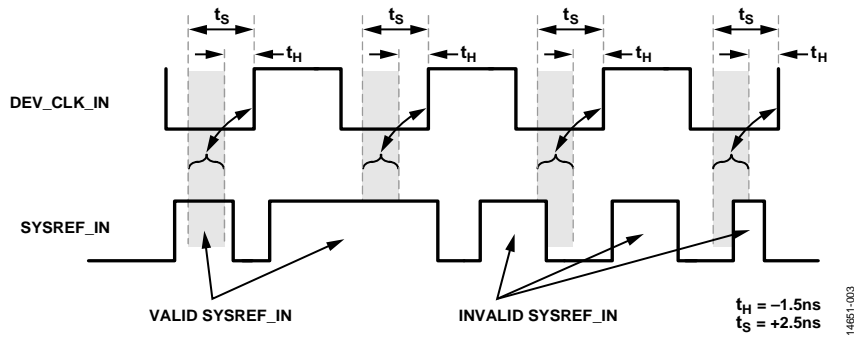 tS tS tS tS
tH tH tH tH
DEV_CLK_IN
SYSREF_IN
VALID SYSREF_IN INVALID SYSREF_IN
tH = –1.5ns
tS = +2.5ns
14651-003